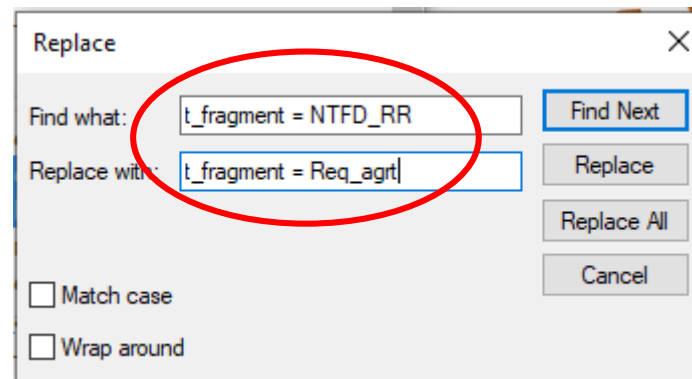 Replace
Find what: t_fragment = NTFD_RR Find Next
Replace with: t_fragment = Req_agrt Replace
Replace All
Cancel
Match case
Wrap around